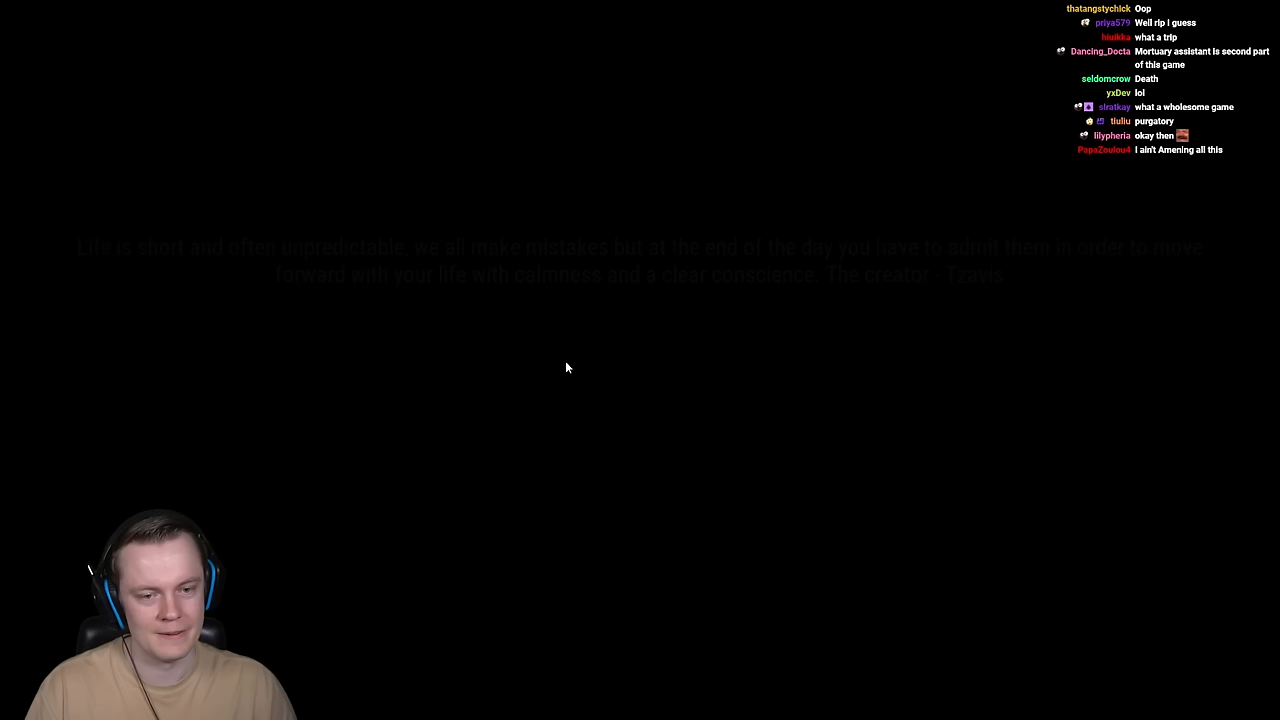 thatangstychick Oop
priya579 Well rip I guess
hiuikka what a trip
Dancing_Docta Mortuary assistant is second part
of this game
seldomcrow Death
yxDev lol
slratkay what a wholesome game
tiuliu purgatory
lilypheria okay then
PapaZoulou4 I ain't Amening all this
Life is short and often unpredictable, we all make mistakes but at the end of the day you have to admit them in order to move
forward with your life with calmness and a clear conscience. The creator - Tzavis